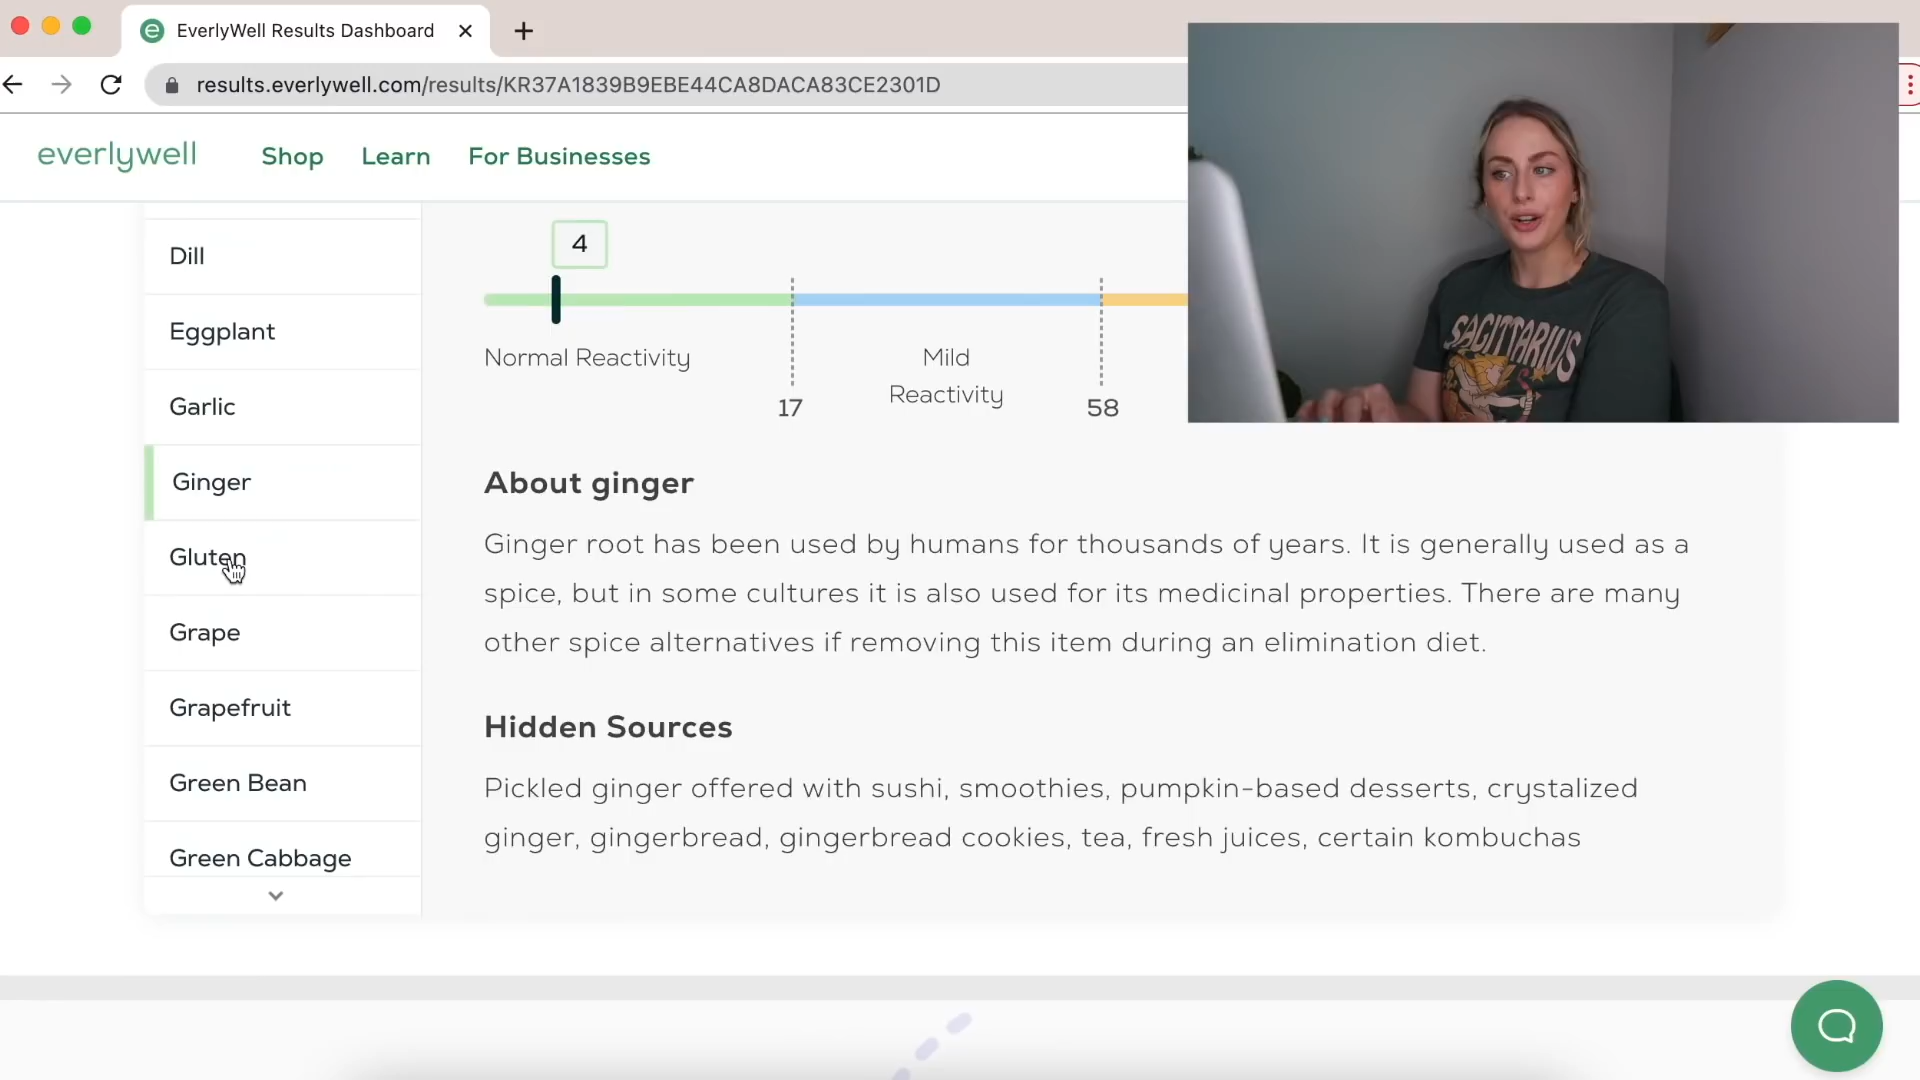 EverlyWell Results Dashboard
results.everlywell.com/results/KR37A1839B9EBE44CA8DACA83CE2301D
everlywell
Shop
Learn
For Businesses
Dill
Eggplant
Garlic
Ginger
Gluten
Grape
Grapefruit
Green Bean
Green Cabbage
4
Normal Reactivity
Mild
Reactivity
17
58
About ginger
Ginger root has been used by humans for thousands of years. It is generally used as a
spice, but in some cultures it is also used for its medicinal properties. There are many
other spice alternatives if removing this item during an elimination diet.
Hidden Sources
Pickled ginger offered with sushi, smoothies, pumpkin-based desserts, crystalized
ginger, gingerbread, gingerbread cookies, tea, fresh juices, certain kombuchas
SAGITTARIUS